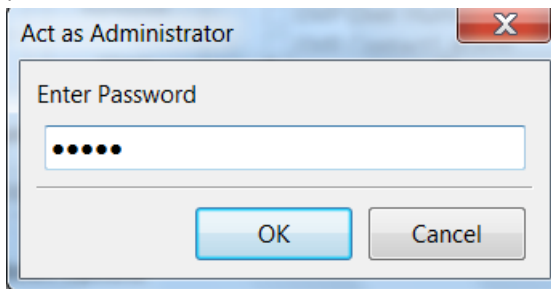 Act as Administrator
Enter Password
•••••
OK
Cancel